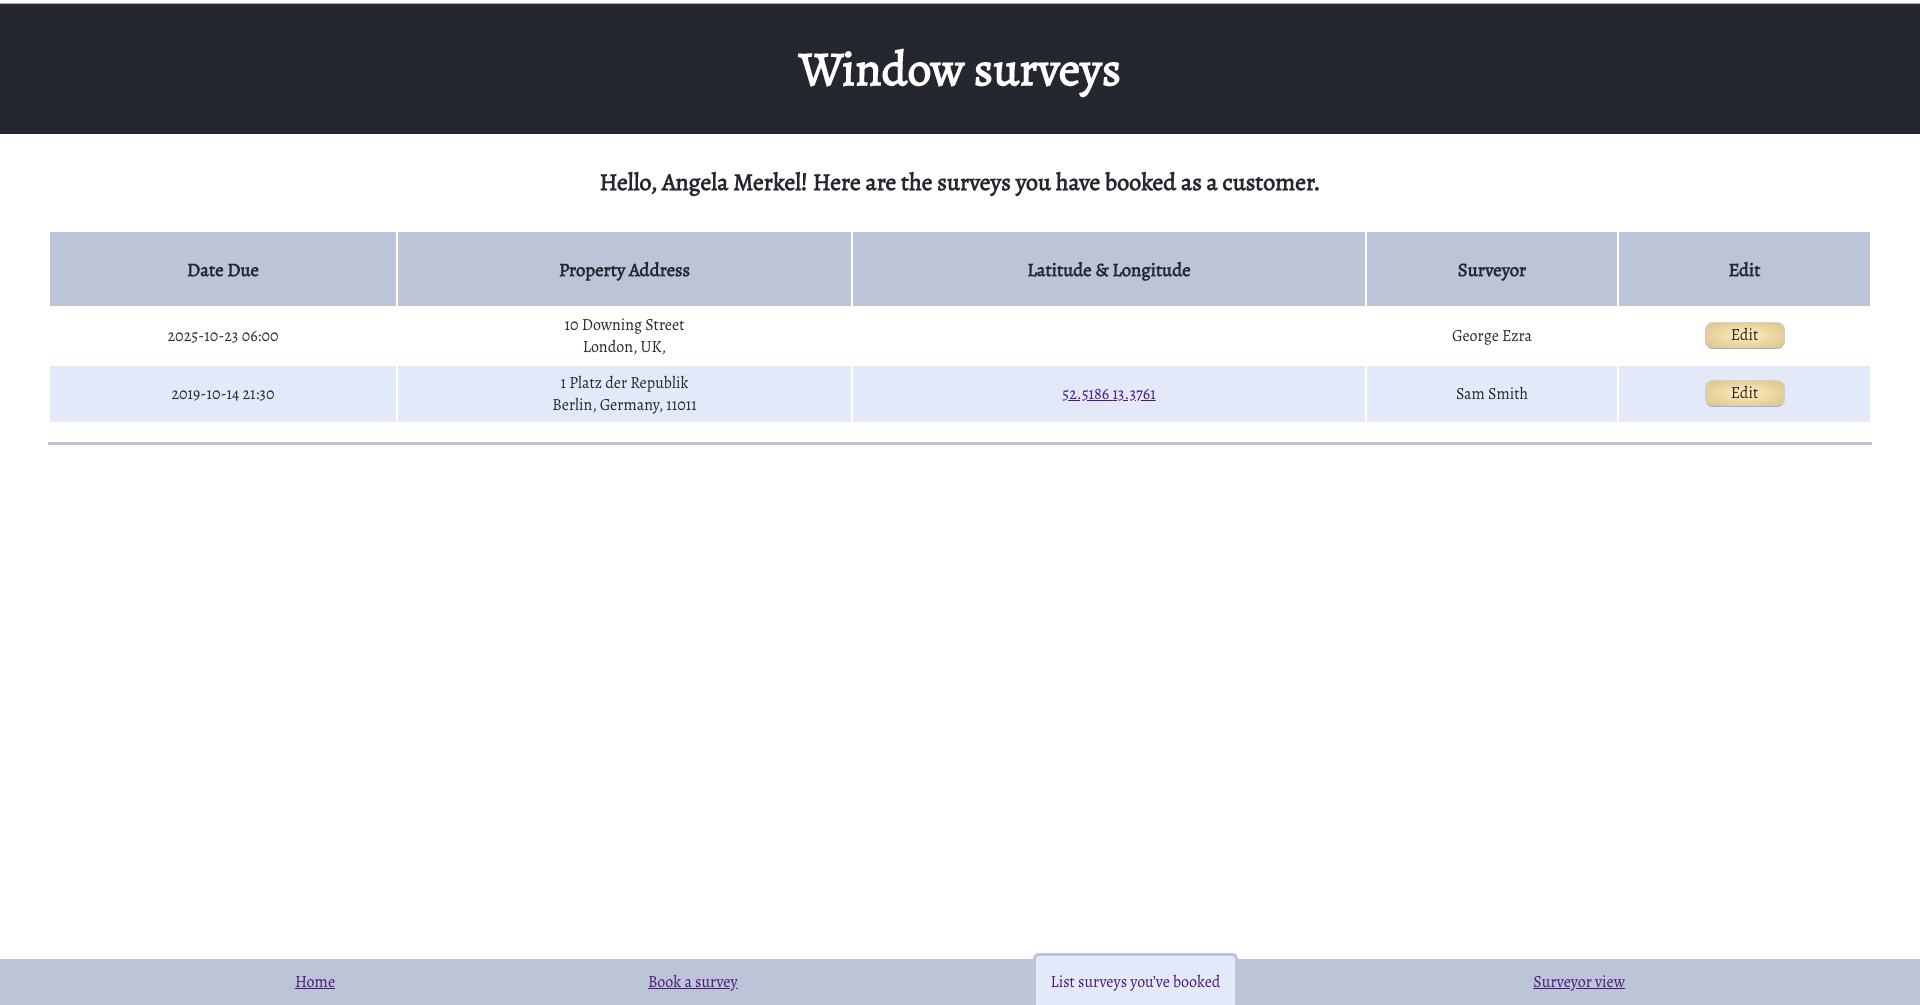 Window surveys
Hello, Angela Merkel! Here are the surveys you have booked as a customer.
Date Due Property Address Latitude & Longitude Surveyor Edit
2025-10-23 06:00 10 Downing Street George Ezra Edit
London, UK,
2019-10-14 21:30 1 Platz der Republik 52.5186 13.3761 Sam Smith Edit
Berlin, Germany, 11011
Home Book a survey List surveys you've booked Surveyor view